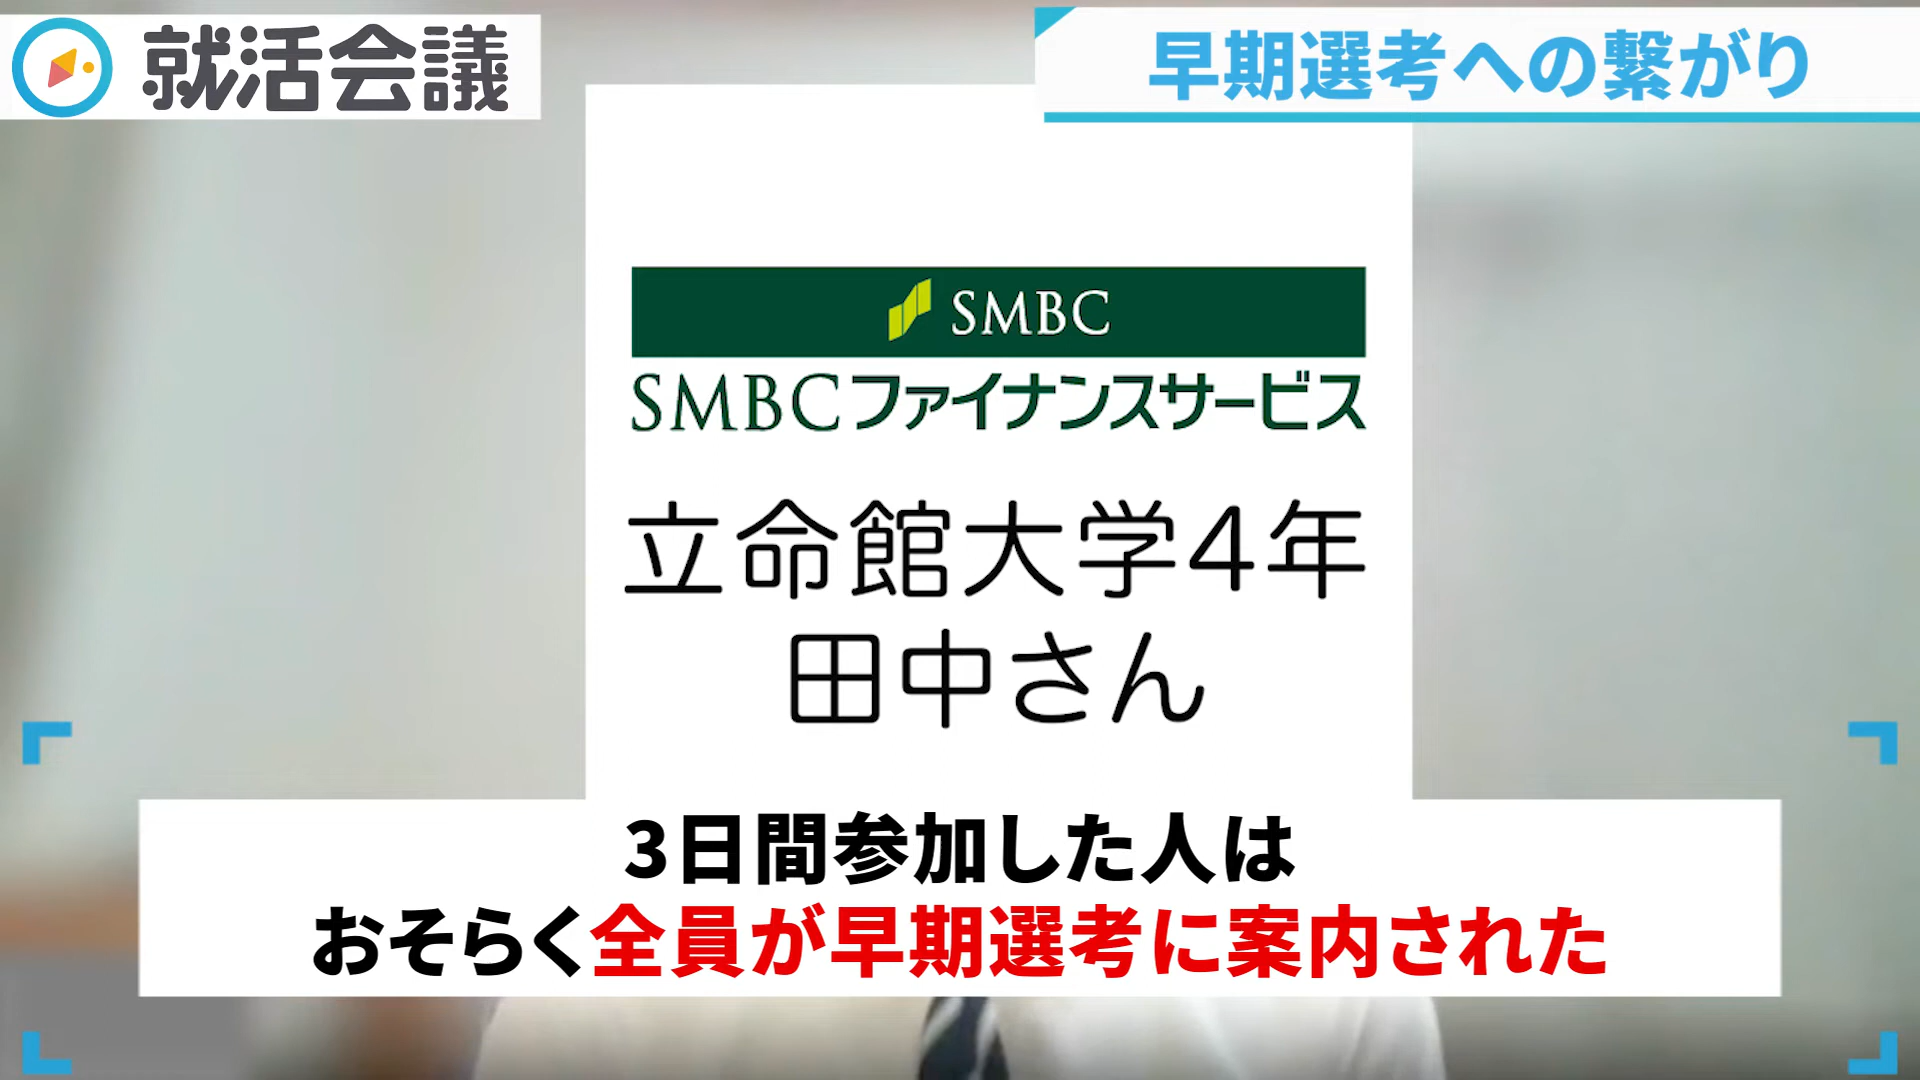 就活会議
早期選考への繋がり
SMBC
SMBCファイナンスサービス
立命館大学4年
田中さん
3日間参加した人は
おそらく全員が早期選考に案内された